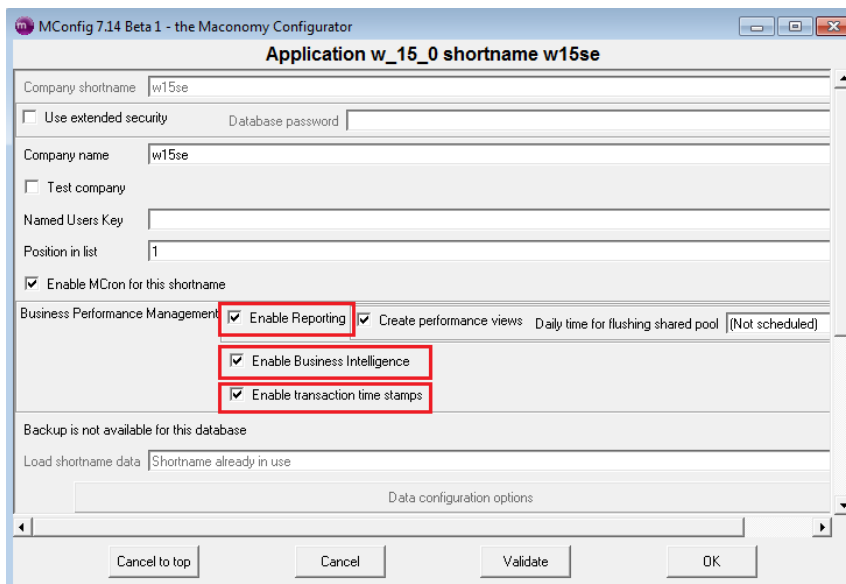 MConfig 7.14 Beta 1 - the Maconomy Configurator
Application w_15_0 shortname w15se
Company shortname w15se
Use extended security Database password
Company name w15se
Test company
Named Users Key
Position in list 1
Enable MCron for this shortname
Business Performance Management Enable Reporting Create performance views Daily time for flushing shared pool (Not scheduled)
Enable Business Intelligence
Enable transaction time stamps
Backup is not available for this database
Load shortname data Shortname already in use
Data configuration options
Cancel to top Cancel Validate OK